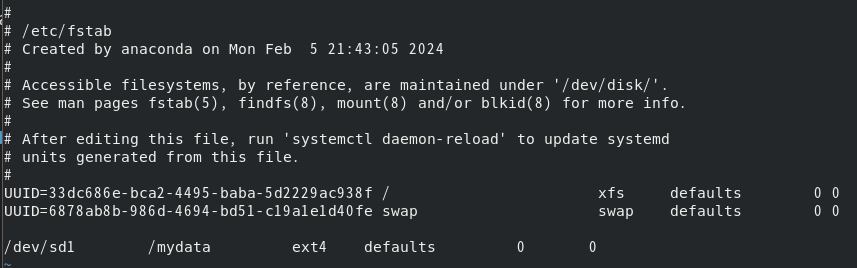 #
# /etc/fstab
# Created by anaconda on Mon Feb  5 21:43:05 2024
#
# Accessible filesystems, by reference, are maintained under '/dev/disk/'.
# See man pages fstab(5), findfs(8), mount(8) and/or blkid(8) for more info.
#
# After editing this file, run 'systemctl daemon-reload' to update systemd
# units generated from this file.
#
UUID=33dc686e-bca2-4495-baba-5d2229ac938f /                       xfs     defaults        0 0
UUID=6878ab8b-986d-4694-bd51-c19a1e1d40fe swap                    swap    defaults        0 0
/dev/sd1        /mydata         ext4    defaults         0       0
~